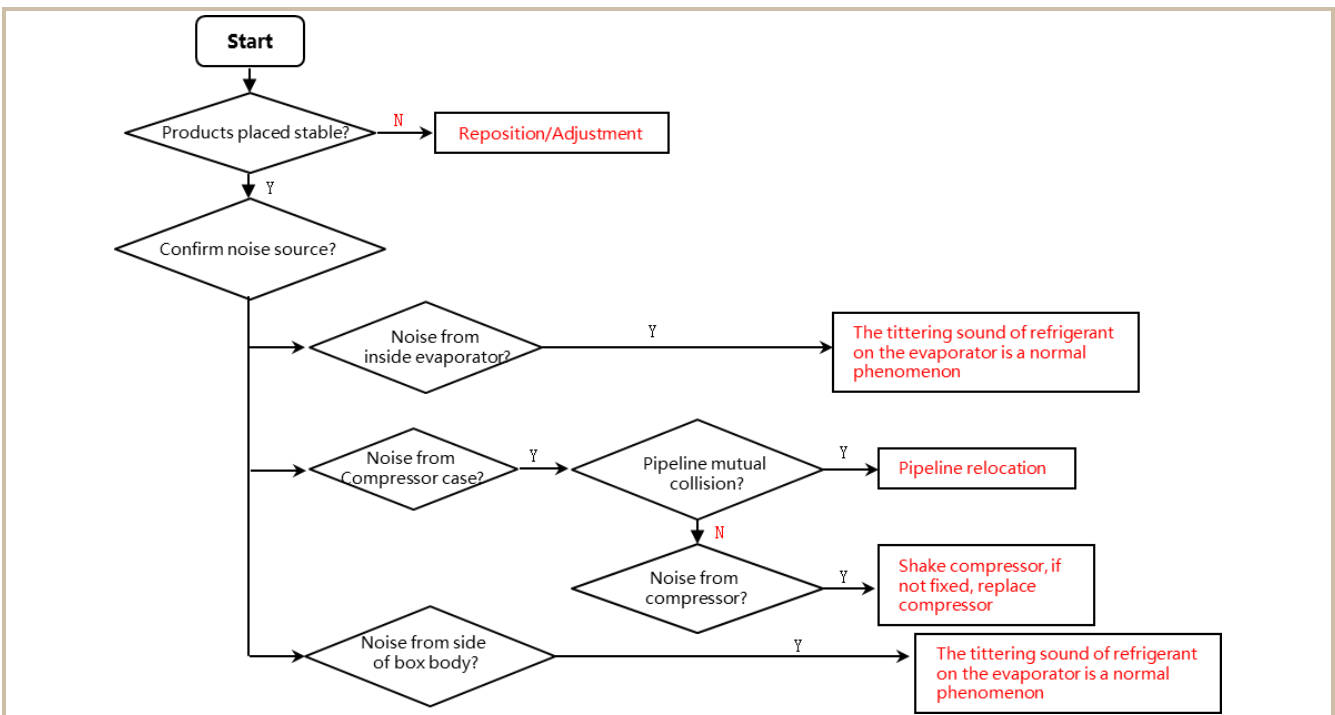 Start
Products placed stable?
N
Reposition/Adjustment
Y
Confirm noise source?
Noise from
inside evaporator?
Y
The tittering sound of refrigerant
on the evaporator is a normal
phenomenon
Noise from
Compressor case?
Y
Pipeline mutual
collision?
Y
Pipeline relocation
N
Noise from
compressor?
Y
Shake compressor, if
not fixed, replace
compressor
Noise from side
of box body?
Y
The tittering sound of refrigerant
on the evaporator is a normal
phenomenon